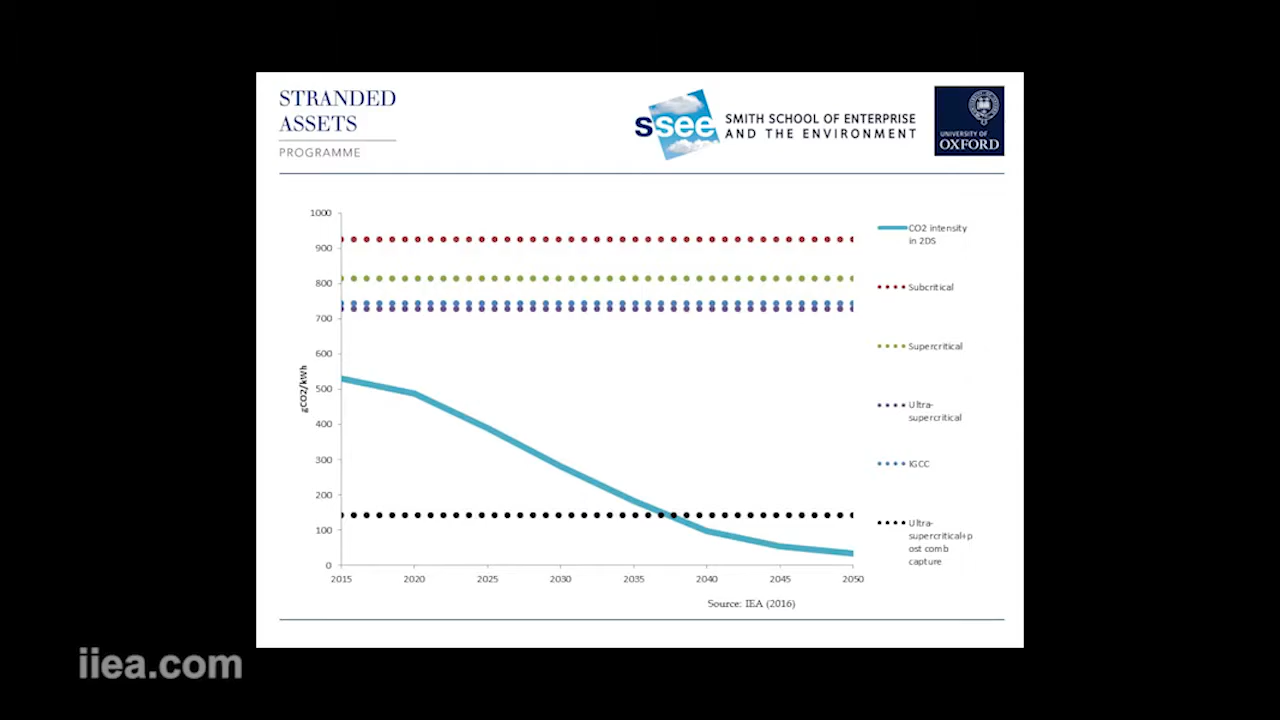 STRANDED
ASSETS
PROGRAMME
ssee
SMITH SCHOOL OF ENTERPRISE
AND THE ENVIRONMENT
UNIVERSITY OF
OXFORD
1000
900
800
700
600
500
400
300
200
100
0
gCO2/kWh
2015 2020 2025 2030 2035 2040 2045 2050
CO2 intensity
in 2DS
Subcritical
Supercritical
Ultra-
supercritical
IGCC
Ultra-
supercritical+p
ost comb
capture
Source: IEA (2016)
iiea.com